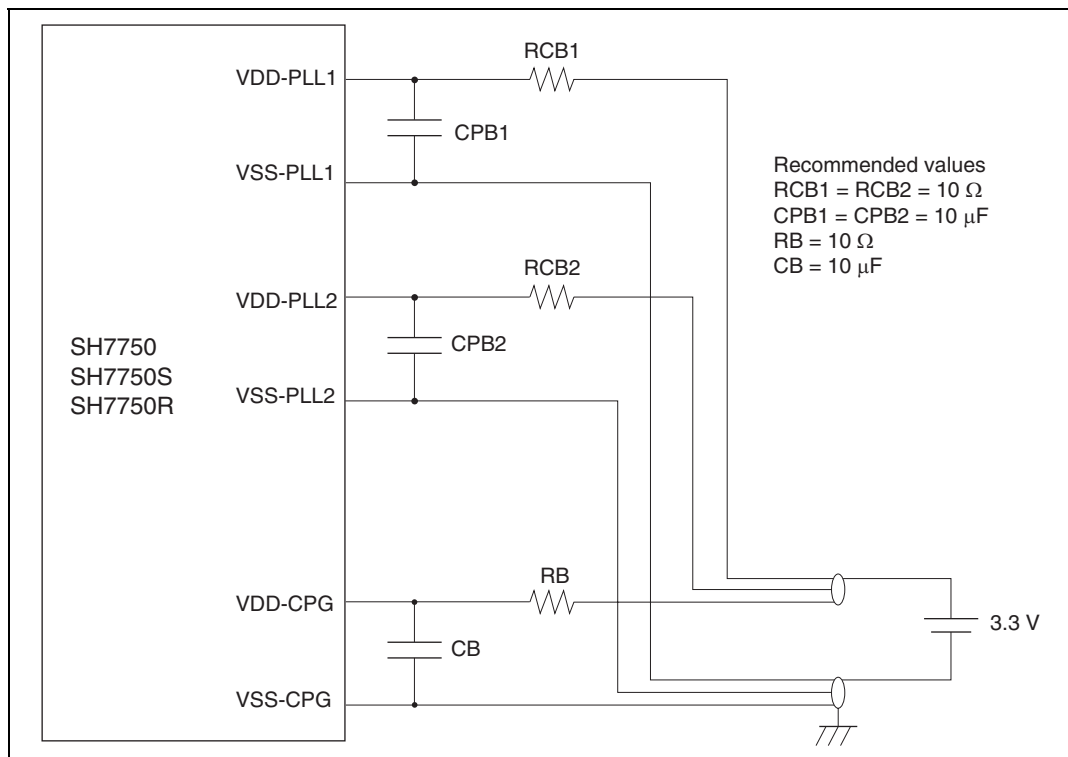 RCB1
VDD-PLL1
CPB1
VSS-PLL1
Recommended values
RCB1 = RCB2 = 10 Ω
CPB1 = CPB2 = 10 μF
RB = 10 Ω
CB = 10 μF
RCB2
VDD-PLL2
CPB2
SH7750
SH7750S
SH7750R
VSS-PLL2
RB
VDD-CPG
3.3 V
CB
VSS-CPG